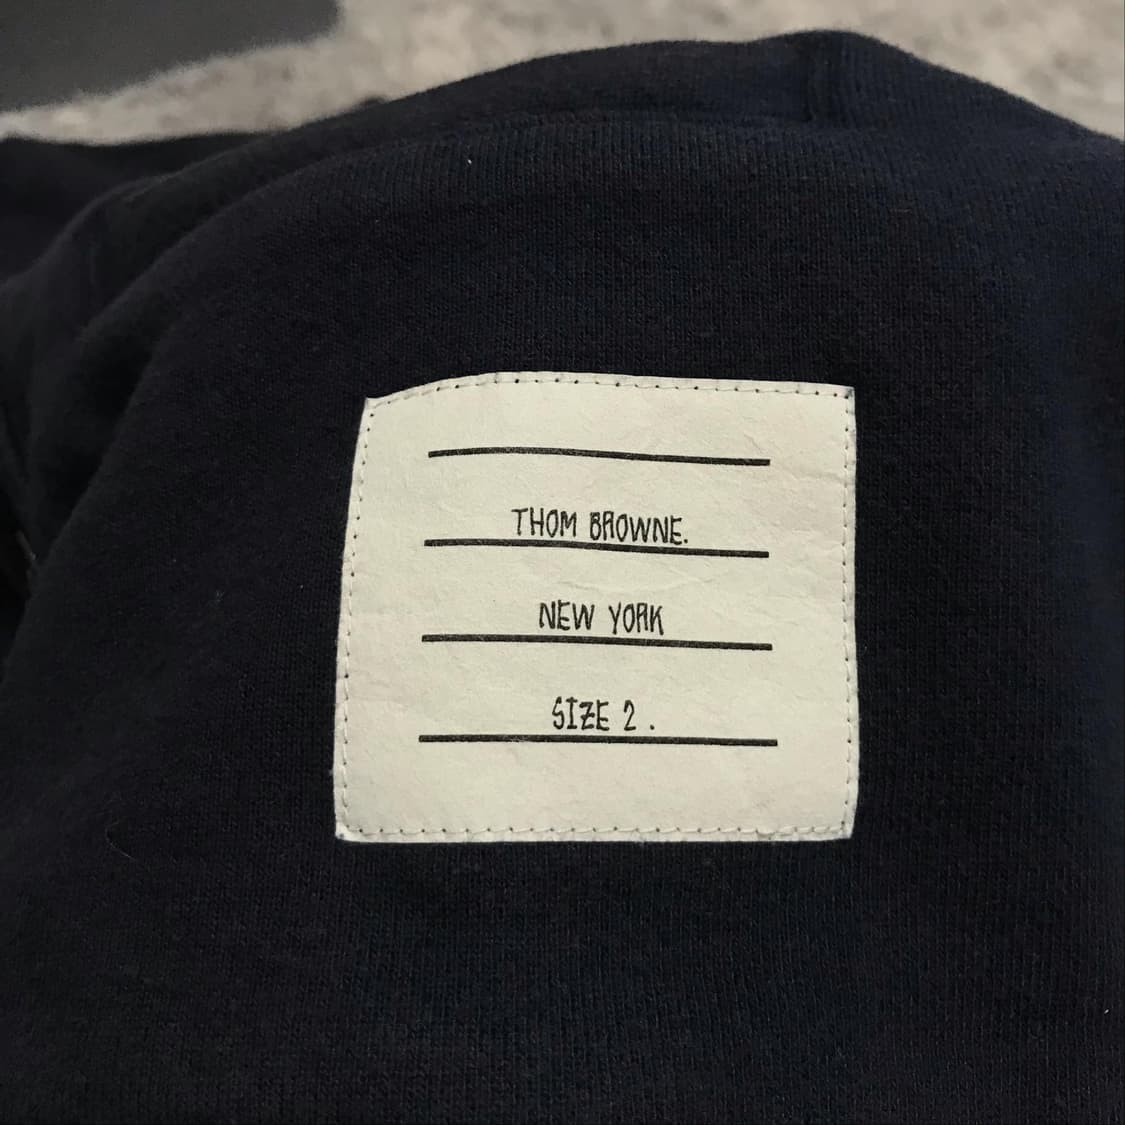 THOM BROWNE.
NEW YORK
SIZE 2 .